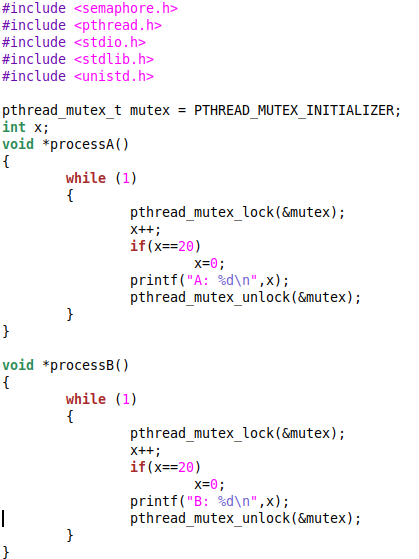 #include <semaphore.h>
#include <pthread.h>
#include <stdio.h>
#include <stdlib.h>
#include <unistd.h>

pthread_mutex_t mutex = PTHREAD_MUTEX_INITIALIZER;
int x;
void *processA()
{
        while (1)
        {
                pthread_mutex_lock(&mutex);
                x++;
                if(x==20)
                        x=0;
                printf("A: %d\n",x);
                pthread_mutex_unlock(&mutex);
        }
}

void *processB()
{
        while (1)
        {
                pthread_mutex_lock(&mutex);
                x++;
                if(x==20)
                        x=0;
                printf("B: %d\n",x);
                pthread_mutex_unlock(&mutex);
        }
}